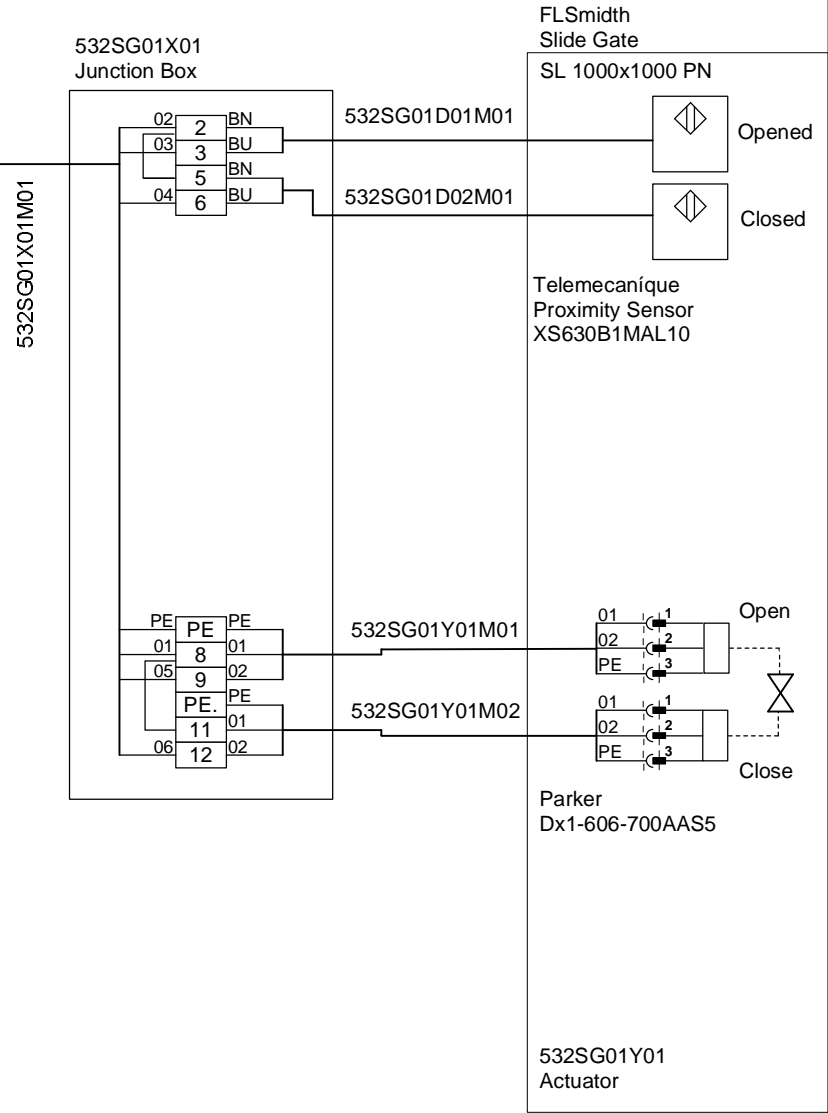 FLSmidth
Slide Gate
532SG01X01
Junction Box
SL 1000x1000 PN
02 2 BN
532SG01D01M01
Opened
03 3 BU
5 BN
04 6 BU
532SG01D02M01
Closed
532SG01X01M01
Telemecaníque
Proximity Sensor
XS630B1MAL10
PE PE PE
01 8 01
05 9 02
PE. PE
11 01
06 12 02
532SG01Y01M01
532SG01Y01M02
01 1
02 2
PE 3
Open
01 1
02 2
PE 3
Close
Parker
Dx1-606-700AAS5
532SG01Y01
Actuator